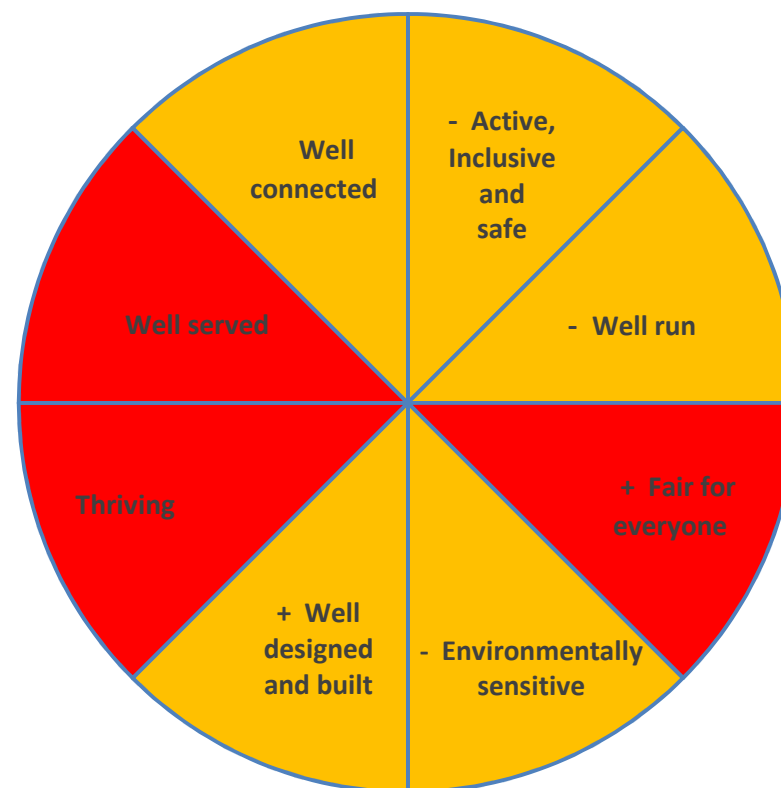 - Active,
Inclusive
and
safe
- Well run
+ Fair for
everyone
- Environmentally
sensitive
+ Well
designed
and built
Thriving
Well served
Well
connected